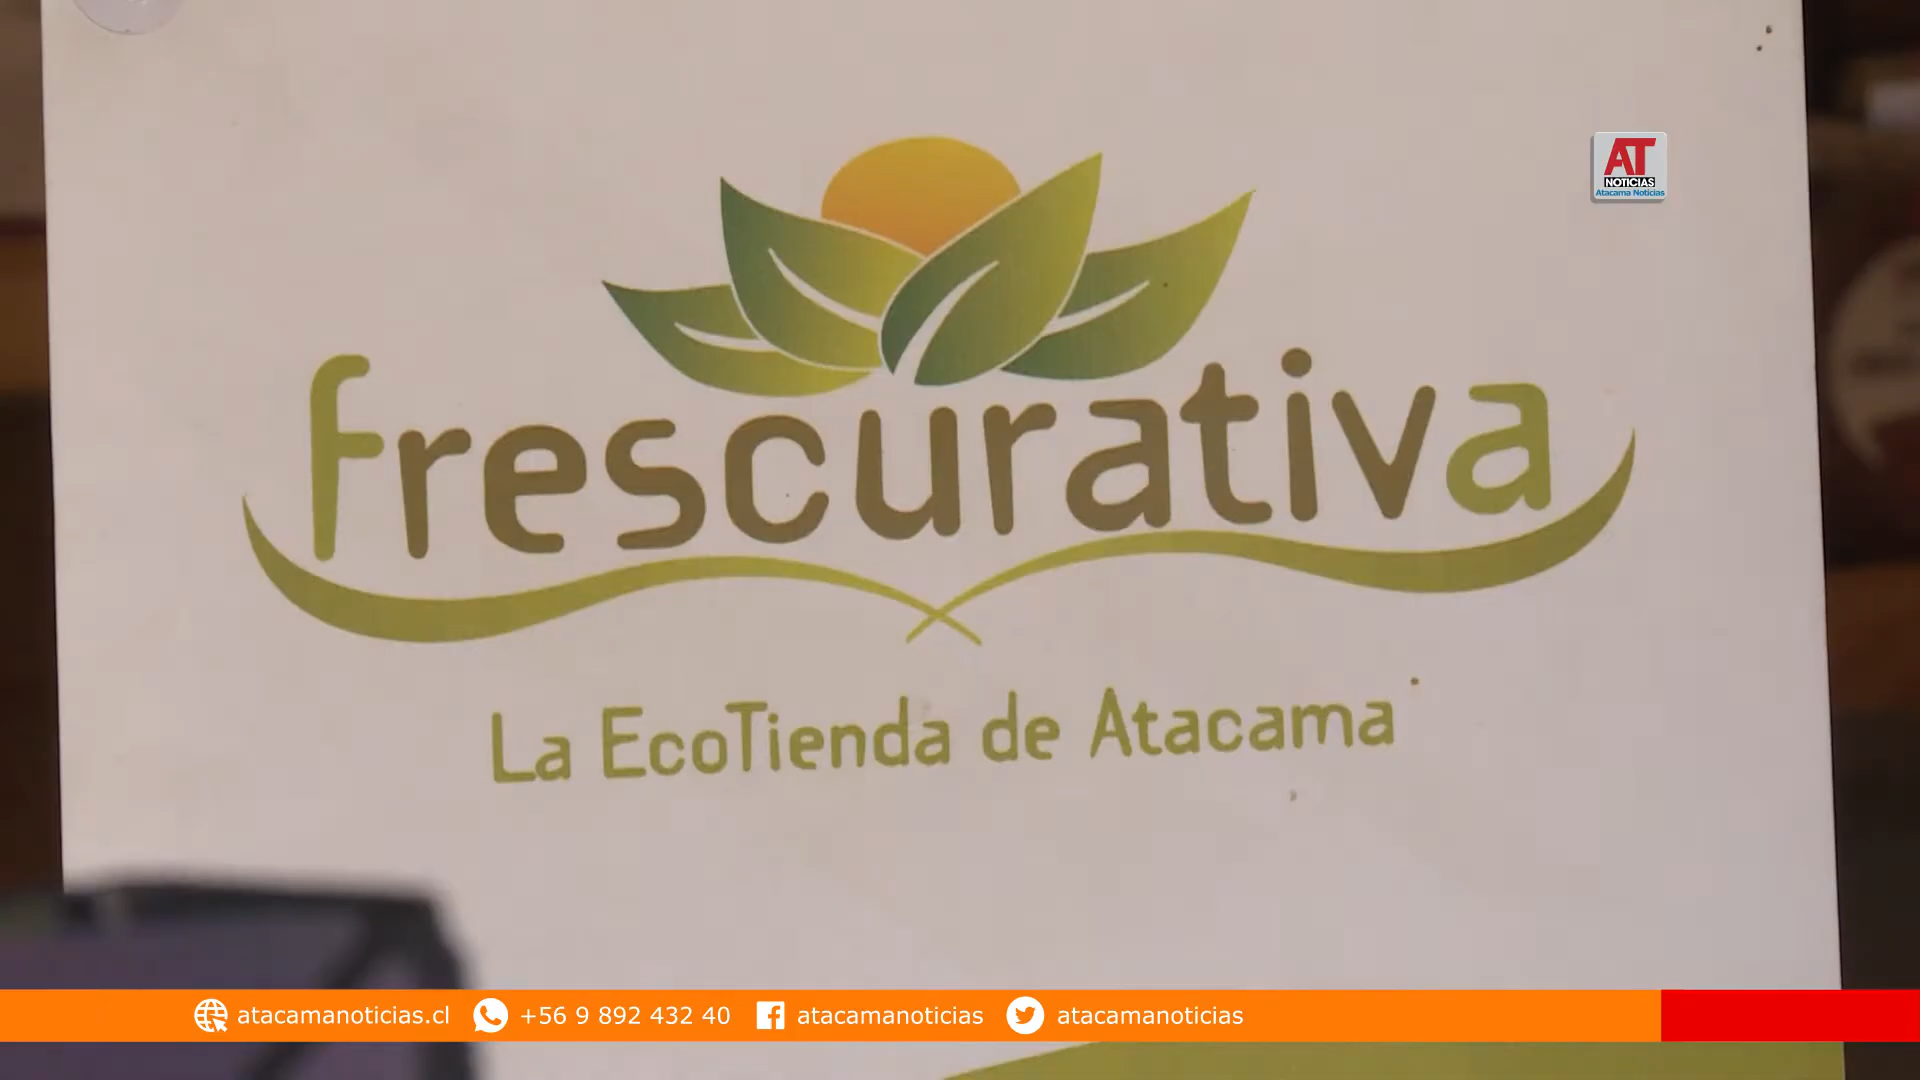 AT
NOTICIAS
Atacama Noticias
Frescurativa
La EcoTienda de Atacama
atacamanoticias.cl +56 9 892 432 40 atacamanoticias atacamanoticias